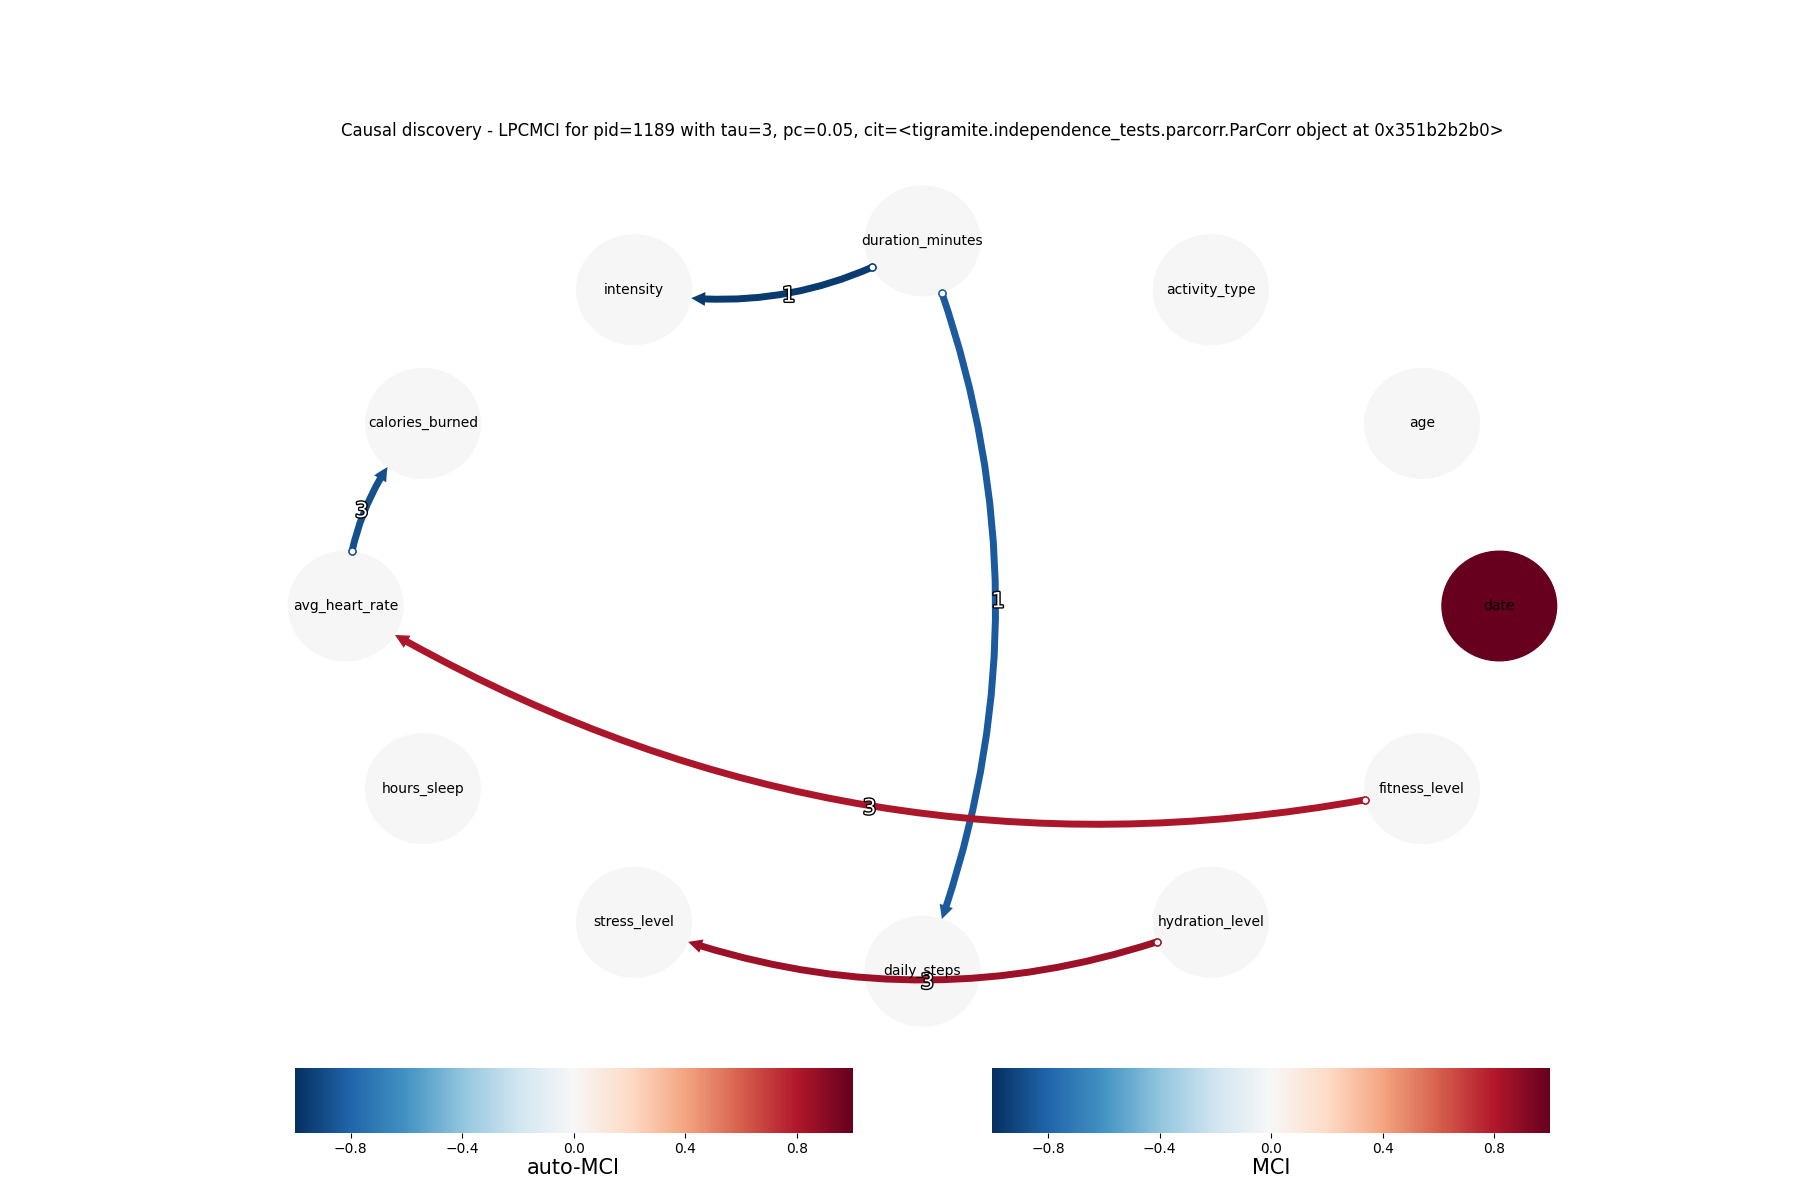 Causal discovery - LPCMCI for pid=1189 with tau=3, pc=0.05, cit=<tigramite.independence_tests.parcorr.ParCorr object at 0x351b2b2b0>
duration_minutes
intensity
activity_type
1
calories_burned
age
3
1
avg_heart_rate
date
hours_sleep
3
fitness_level
stress_level
hydration_level
daily_steps
3
−0.8 −0.4 0.0 0.4 0.8
auto-MCI
−0.8 −0.4 0.0 0.4 0.8
MCI